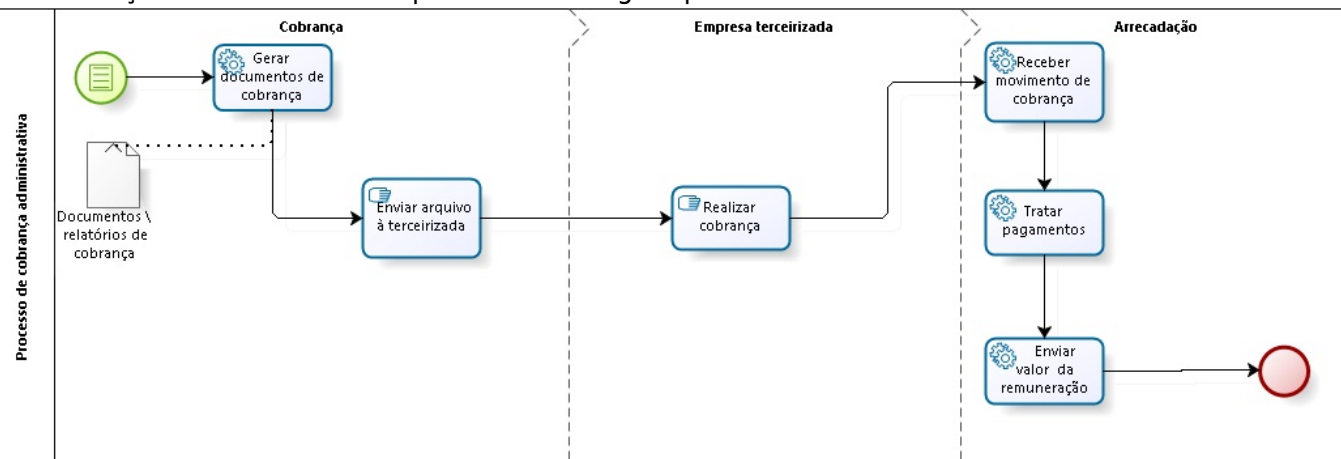 Processo de cobrança administrativa
Cobrança
Empresa terceirizada
Arrecadação
Gerar
documentos de
cobrança
Documentos \
relatórios de
cobrança
Enviar arquivo
à terceirizada
Realizar
cobrança
Receber
movimento de
cobrança
Tratar
pagamentos
Enviar
valor da
remuneração